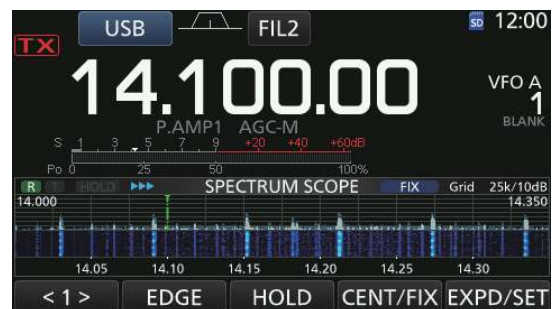 USB FIL2 SD 12:00
TX
14.100.00 VFO A
1
P.AMP1 AGC-M BLANK
S 1 3 5 7 9 +20 +40 +60dB
Po 0 25 50 100%
R T HOLD SPECTRUM SCOPE FIX Grid 25k/10dB
14.000 T 14.350
14.05 14.10 14.15 14.20 14.25 14.30
< 1 > EDGE HOLD CENT/FIX EXPD/SET